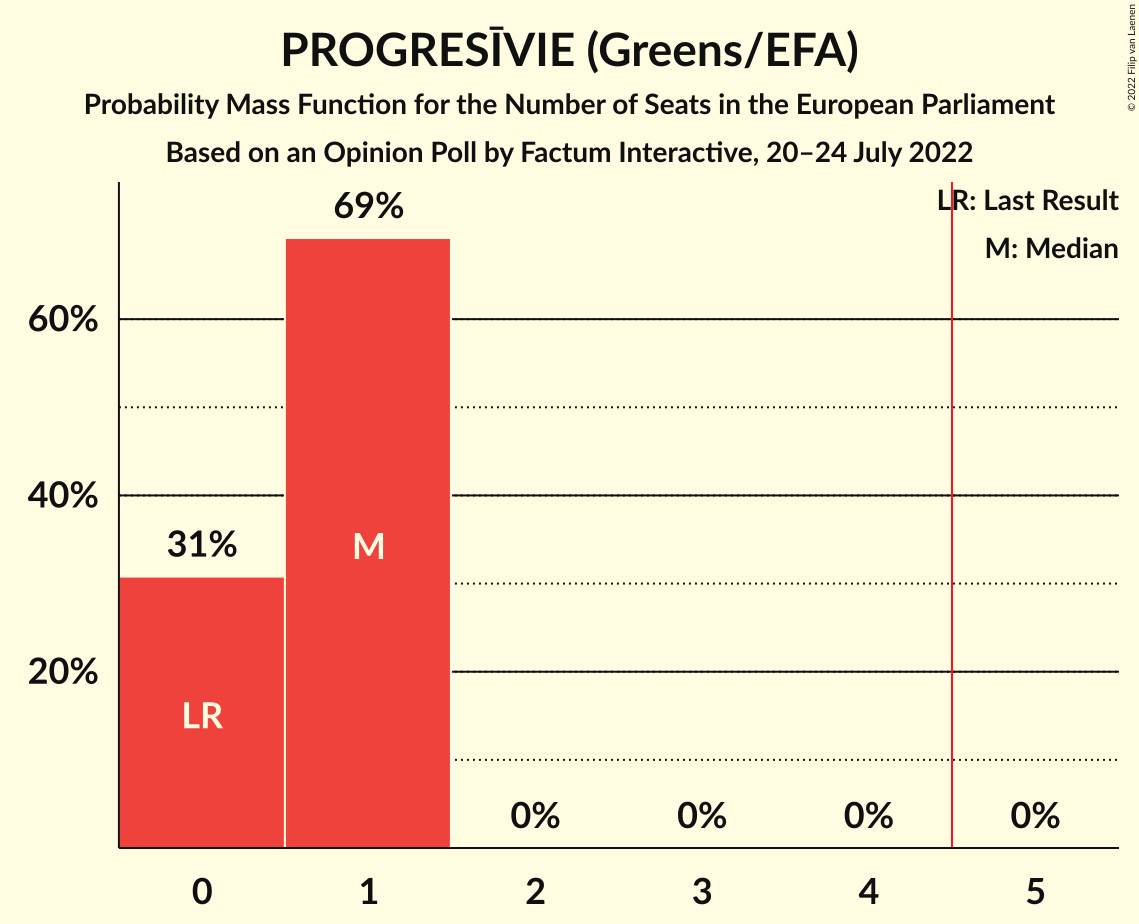 PROGRESĪVIE (Greens/EFA)
Probability Mass Function for the Number of Seats in the European Parliament
Based on an Opinion Poll by Factum Interactive, 20–24 July 2022
© 2022 Filip van Laenen
LR: Last Result
M: Median
69%
60%
40%
31%
M
20%
LR
0% 0% 0% 0%
0 1 2 3 4 5